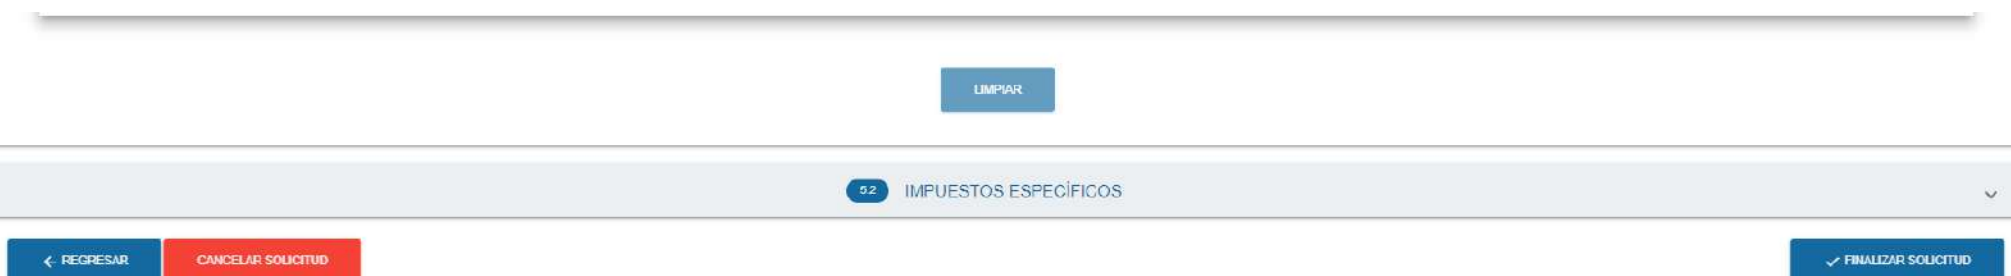 LIMPIAR
5.2 IMPUESTOS ESPECÍFICOS
REGRESAR CANCELAR SOLICITUD FINALIZAR SOLICITUD